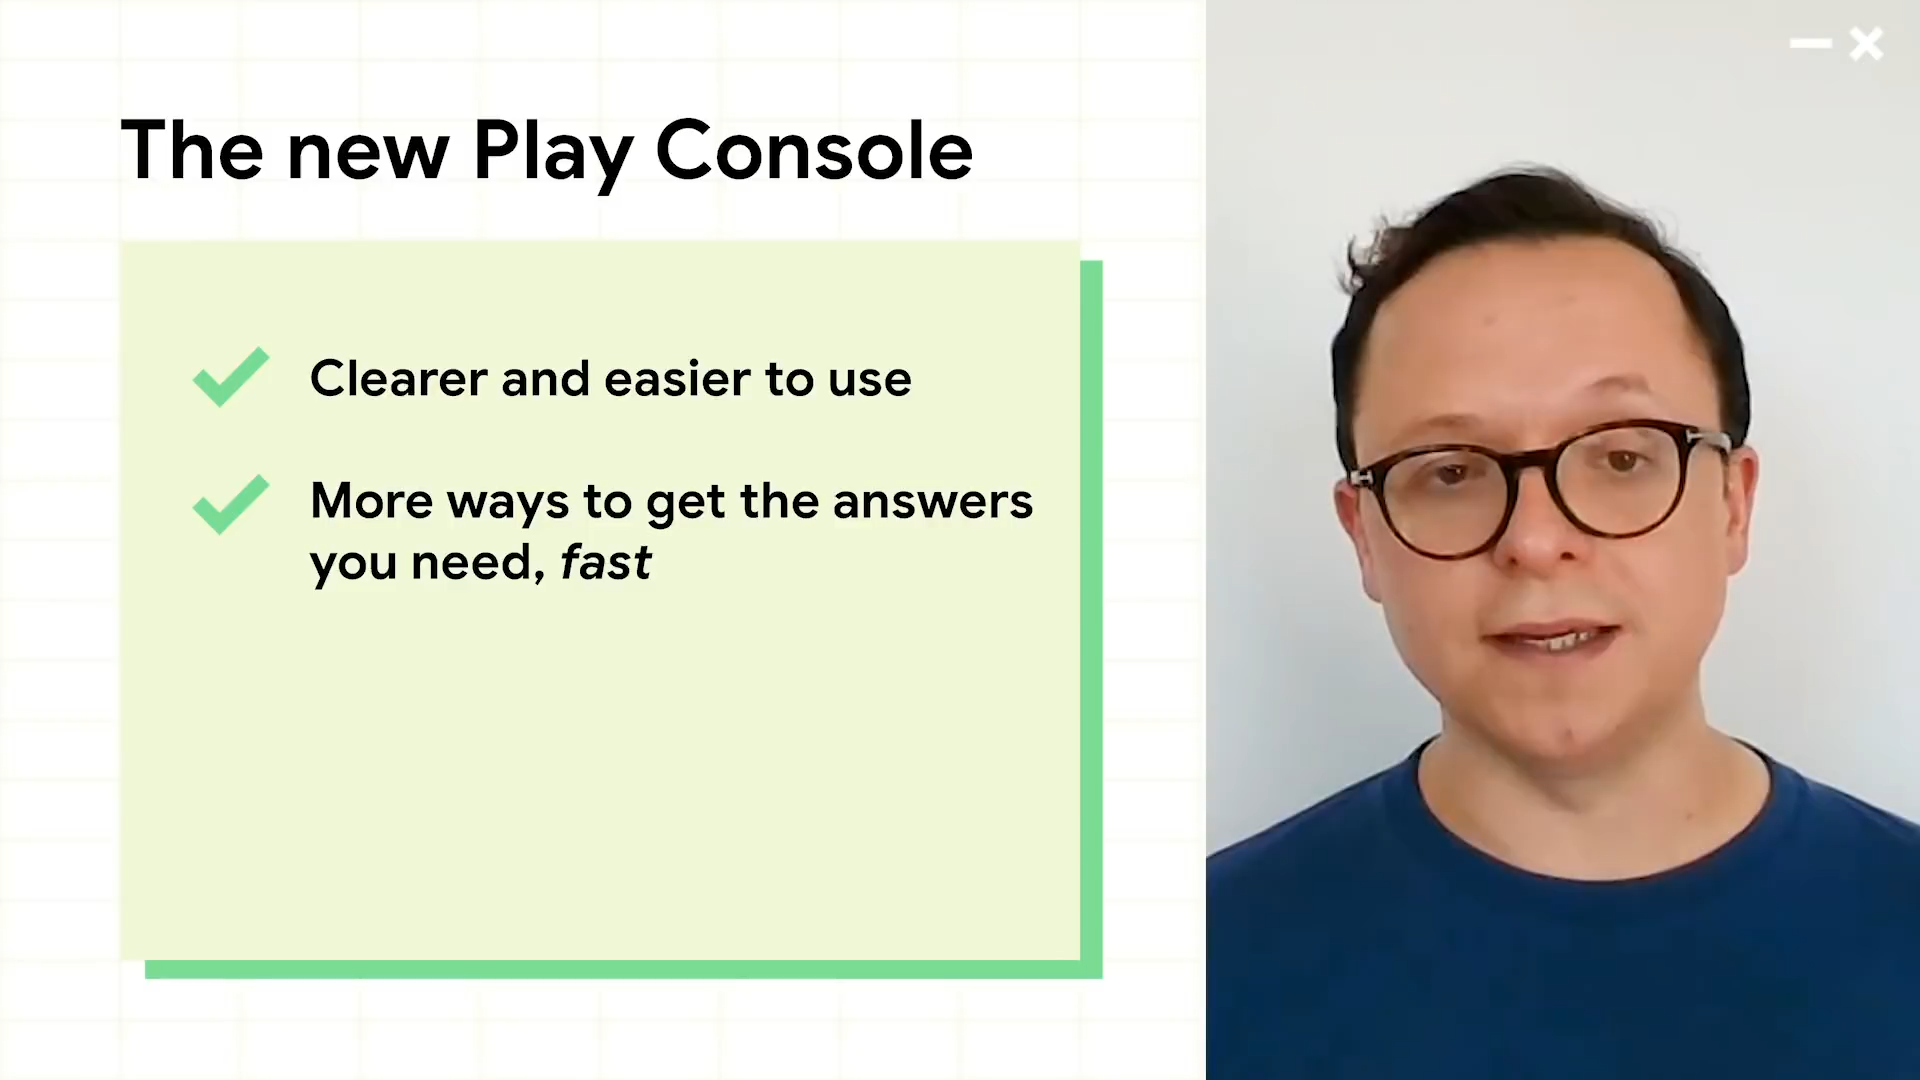 The new Play Console
Clearer and easier to use
More ways to get the answers
you need, fast